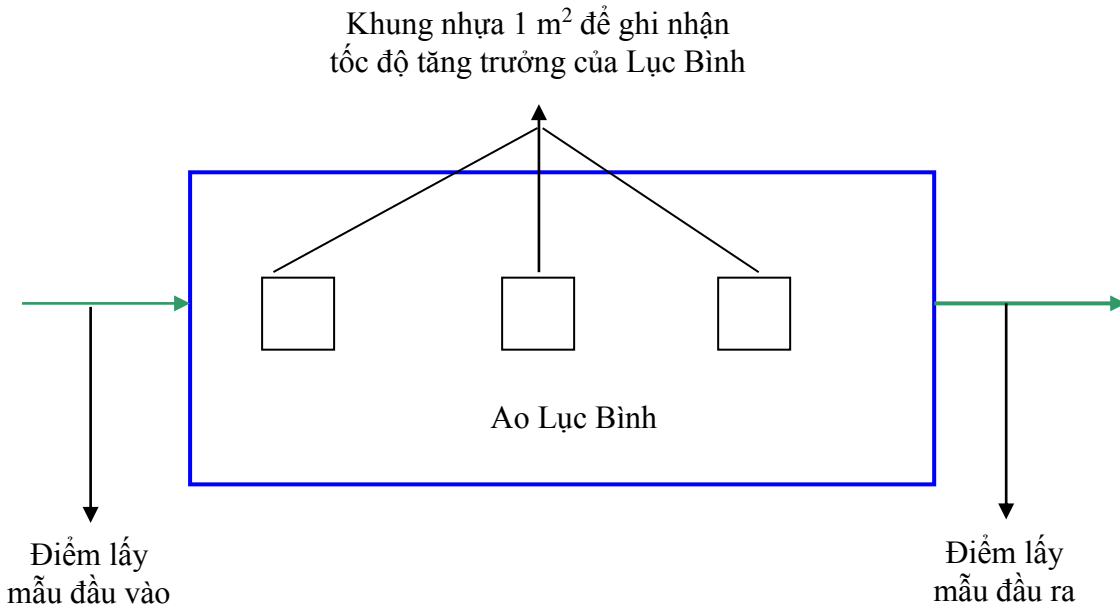 Khung nhựa 1 m² để ghi nhận
tốc độ tăng trưởng của Lục Bình
Ao Lục Bình
Điểm lấy
mẫu đầu vào
Điểm lấy
mẫu đầu ra